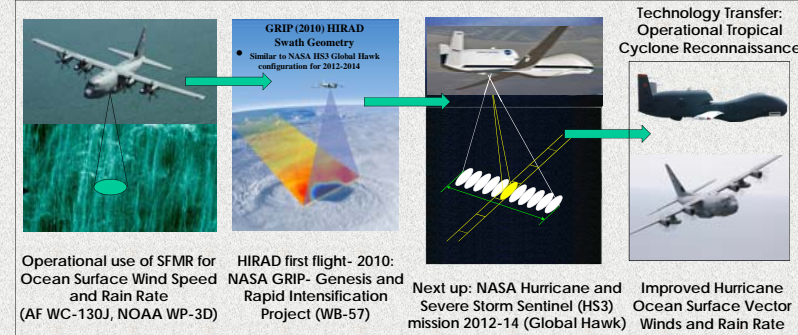 GRIP (2010) HIRAD
Swath Geometry
• Similar to NASA HS3 Global Hawk
configuration for 2012-2014
Technology Transfer:
Operational Tropical
Cyclone Reconnaissance
Operational use of SFMR for
Ocean Surface Wind Speed
and Rain Rate
(AF WC-130J, NOAA WP-3D)
HIRAD first flight- 2010:
NASA GRIP- Genesis and
Rapid Intensification
Project (WB-57)
Next up: NASA Hurricane and
Severe Storm Sentinel (HS3)
mission 2012-14 (Global Hawk)
Improved Hurricane
Ocean Surface Vector
Winds and Rain Rate